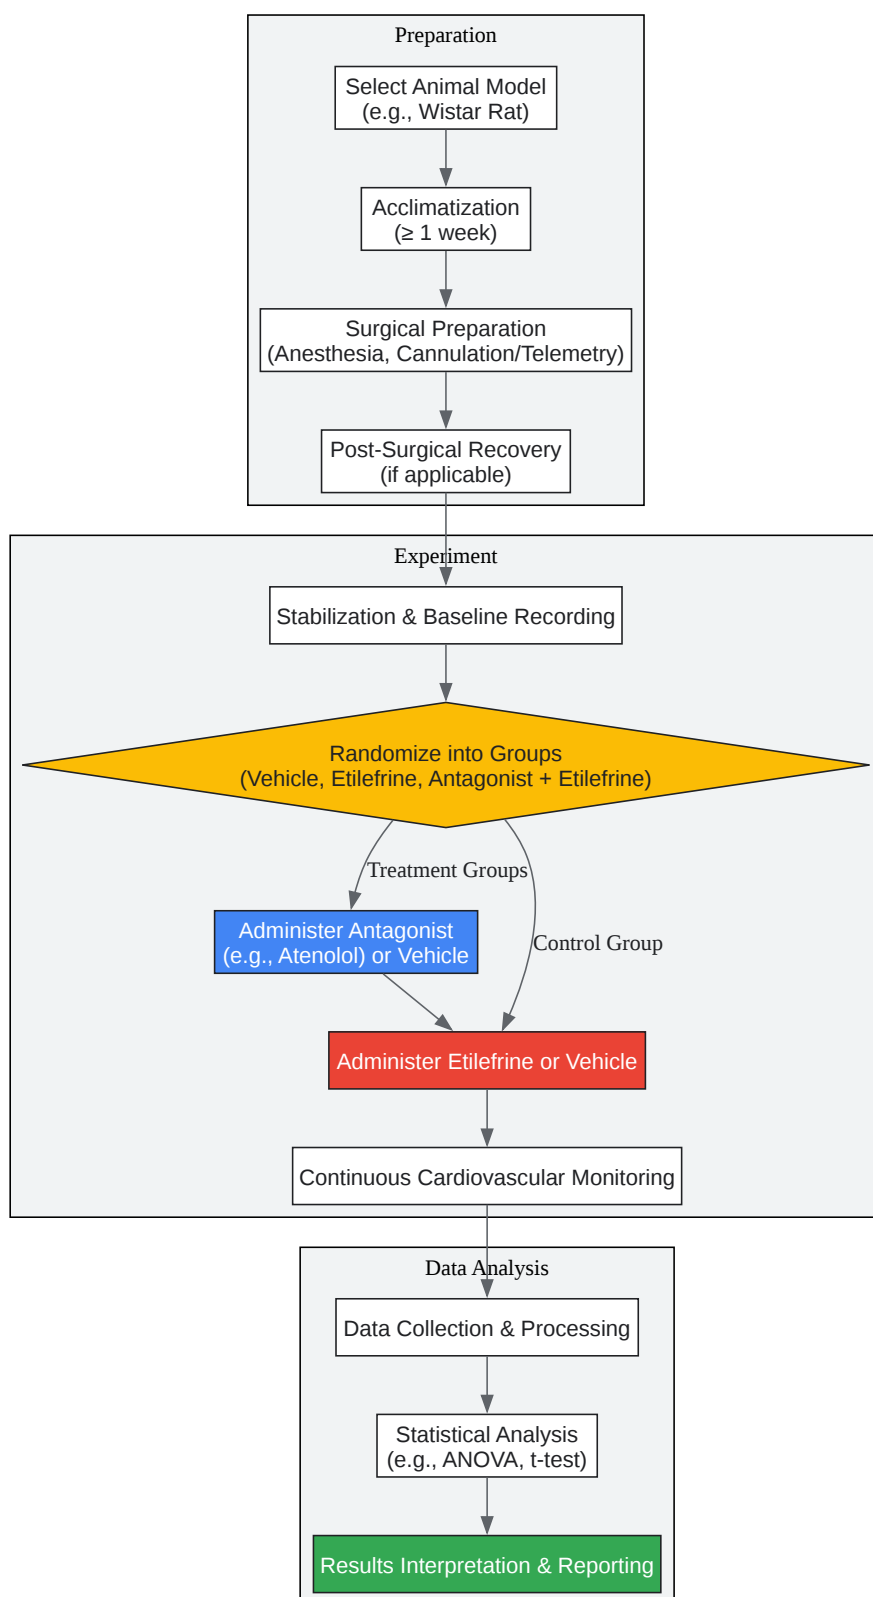 Preparation
Select Animal Model
(e.g., Wistar Rat)
Acclimatization
(≥ 1 week)
Surgical Preparation
(Anesthesia, Cannulation/Telemetry)
Post-Surgical Recovery
(if applicable)
Experiment
Stabilization & Baseline Recording
Randomize into Groups
(Vehicle, Etilefrine, Antagonist + Etilefrine)
Treatment Groups
Administer Antagonist
(e.g., Atenolol) or Vehicle
Control Group
Administer Etilefrine or Vehicle
Continuous Cardiovascular Monitoring
Data Analysis
Data Collection & Processing
Statistical Analysis
(e.g., ANOVA, t-test)
Results Interpretation & Reporting